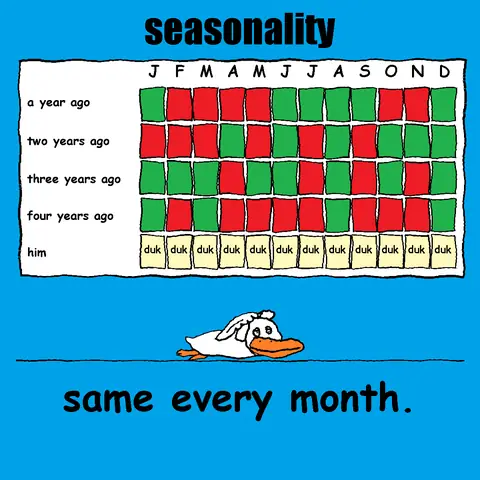 seasonality
J F M A M J J A S O N D
a year ago
two years ago
three years ago
four years ago
him duk duk duk duk duk duk duk duk duk duk duk duk
same every month.